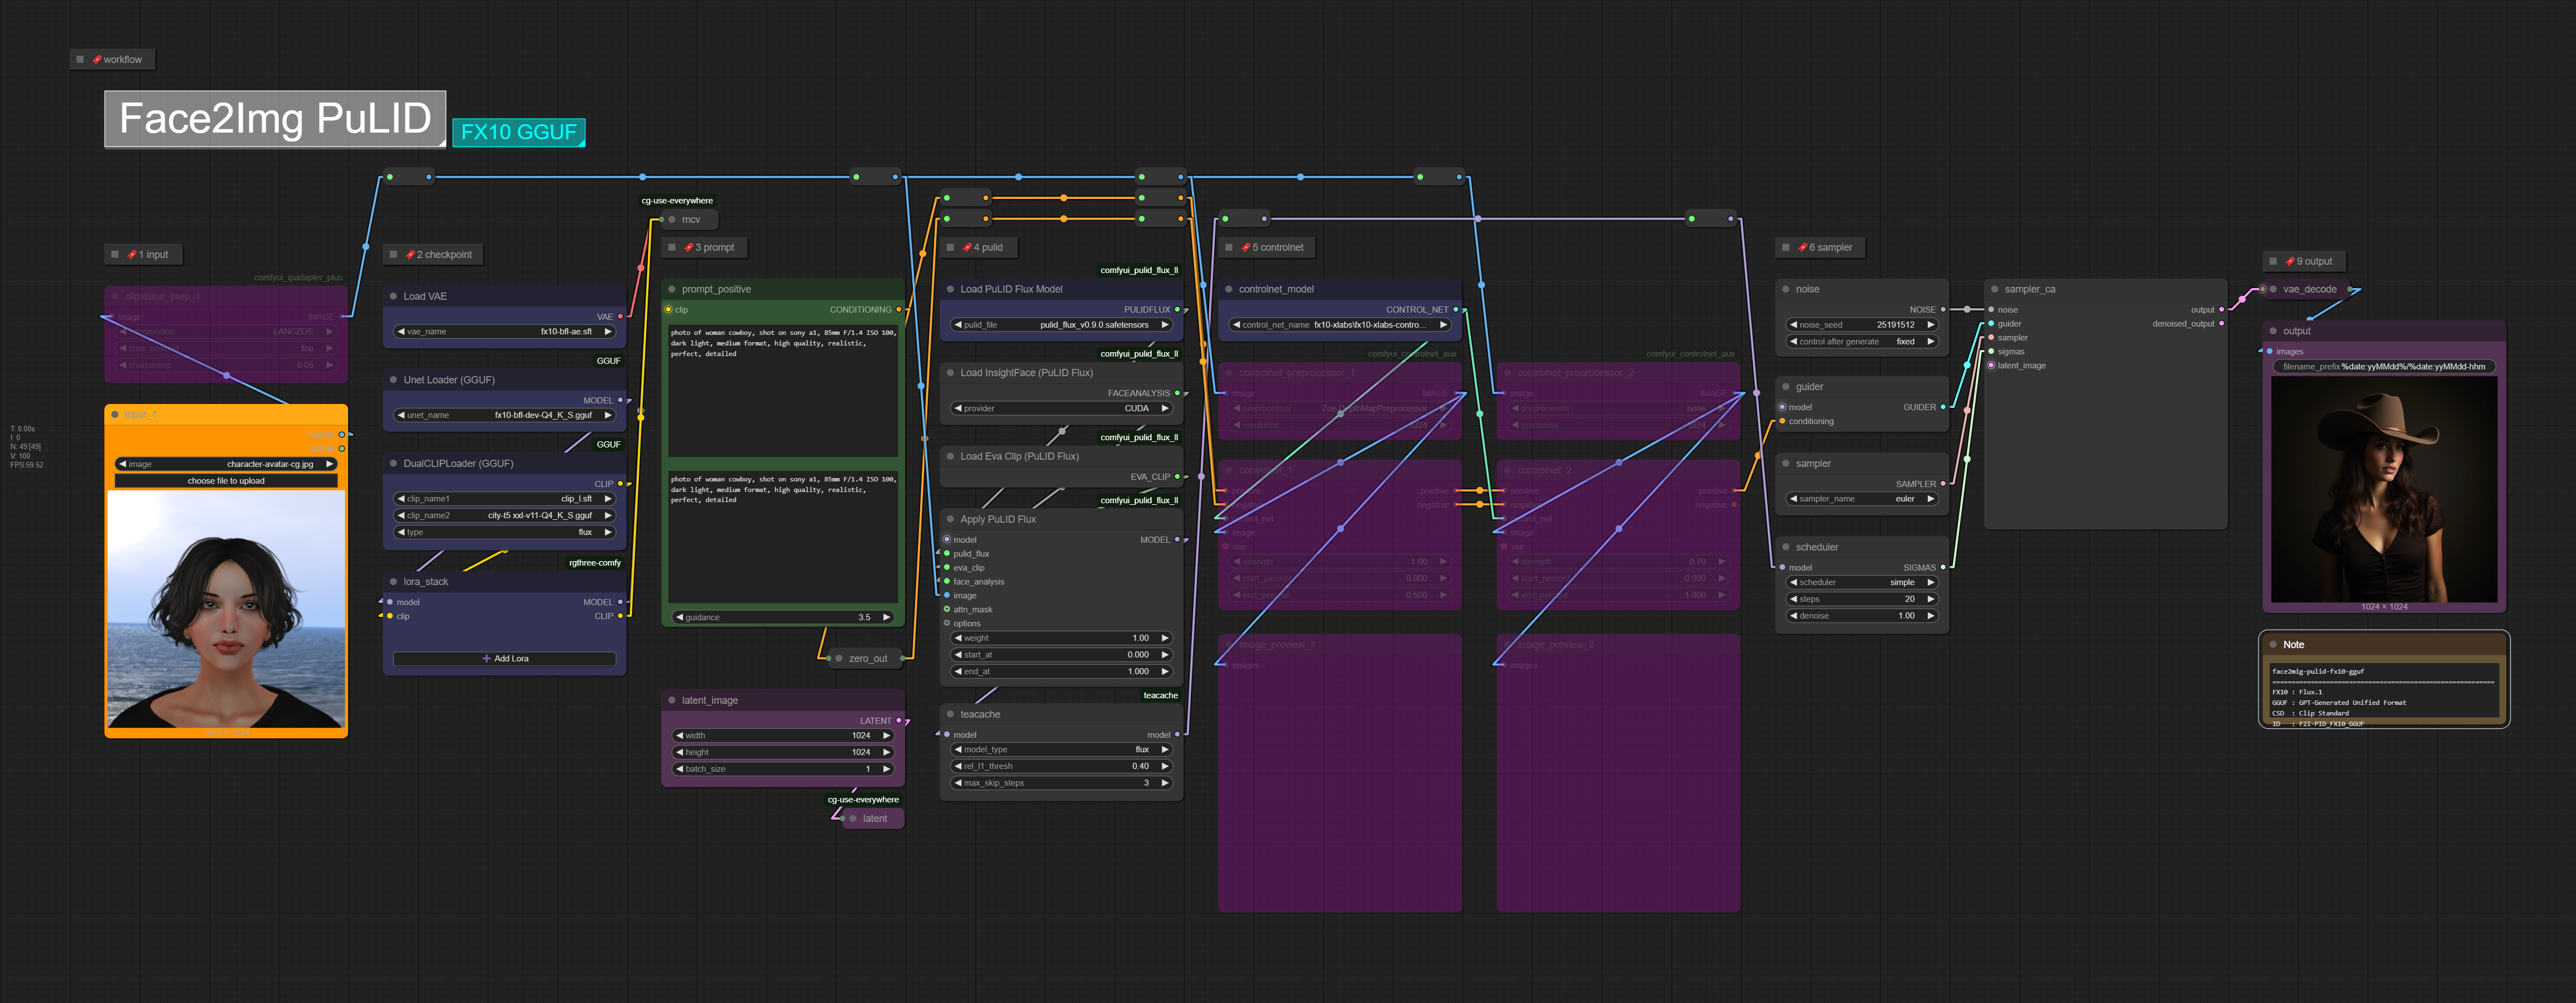 workflow
Face2Img PuLID
FX10 GGUF
T: 0.00s
I: 0
N: 49 [49]
V: 100
FPS:59.52
1 input
comfyui_ipadapter_plus
clipvision_prep_1
image IMAGE
LANCZOS
top
sharpening 0.05
input_1
image character-avatar-cg.jpg
choose file to upload
2 checkpoint
Load VAE
VAE
vae_name fx10-bfl-ae.sft
GGUF
Unet Loader (GGUF)
MODEL
unet_name fx10-bfl-dev-Q4_K_S.gguf
GGUF
DualCLIPLoader (GGUF)
CLIP
clip_name1 clip_l.sft
clip_name2 city-t5 xxl-v11-Q4_K_S.gguf
type flux
rgthree-comfy
lora_stack
model MODEL
clip CLIP
Add Lora
cg-use-everywhere
mcv
3 prompt
prompt_positive
clip CONDITIONING
photo of woman cowboy, shot on sony a1, 85mm F/1.4 ISO 100,
dark light, medium format, high quality, realistic,
perfect, detailed
photo of woman cowboy, shot on sony a1, 85mm F/1.4 ISO 100,
dark light, medium format, high quality, realistic,
perfect, detailed
guidance 3.5
zero_out
latent_image
LATENT
width 1024
height 1024
batch_size 1
cg-use-everywhere
latent
4 pulid
comfyui_pulid_flux_ll
Load PuLID Flux Model
PULIDFLUX
pulid_file pulid_flux_v0.9.0.safetensors
comfyui_pulid_flux_ll
Load InsightFace (PuLID Flux)
FACEANALYSIS
provider CUDA
comfyui_pulid_flux_ll
Load Eva Clip (PuLID Flux)
EVA_CLIP
comfyui_pulid_flux_ll
Apply PuLID Flux
model MODEL
pulid_flux
eva_clip
face_analysis
image
attn_mask
options
weight 1.00
start_at 0.000
end_at 1.000
teacache
teacache
model model
model_type flux
rel_l1_thresh 0.40
max_skip_steps 3
5 controlnet
controlnet_model
CONTROL_NET
control_net_name fx10-xlabs\fx10-xlabs-contro...
comfyui_controlnet_aux
controlnet_preprocessor_1
image IMAGE
preprocessor Zoe-DepthMapPreprocessor
resolution 1024
controlnet_1
positive positive
negative negative
control_net
image
vae
strength 1.00
start_percent 0.000
end_percent 0.500
image_preview_1
images
comfyui_controlnet_aux
controlnet_preprocessor_2
image IMAGE
preprocessor none
resolution 1024
controlnet_2
positive positive
negative negative
control_net
image
vae
strength 0.70
start_percent 0.000
end_percent 1.000
image_preview_2
images
6 sampler
noise
NOISE
noise_seed 25191512
control after generate fixed
guider
model GUIDER
conditioning
sampler
SAMPLER
sampler_name euler
scheduler
model SIGMAS
scheduler simple
steps 20
denoise 1.00
sampler_ca
noise output
guider denoised_output
sampler
sigmas
latent_image
9 output
vae_decode
output
images
filename_prefix %date:yyMMdd%/%date:yyMMdd-hhm
1024 × 1024
Note
face2mig-pulid-fx10-gguf
=======================================================
FX10 : Flux.1
GGUF : GPT-Generated Unified Format
CSD : Clip Standard
ID : F2I-PID_FX10_GGUF